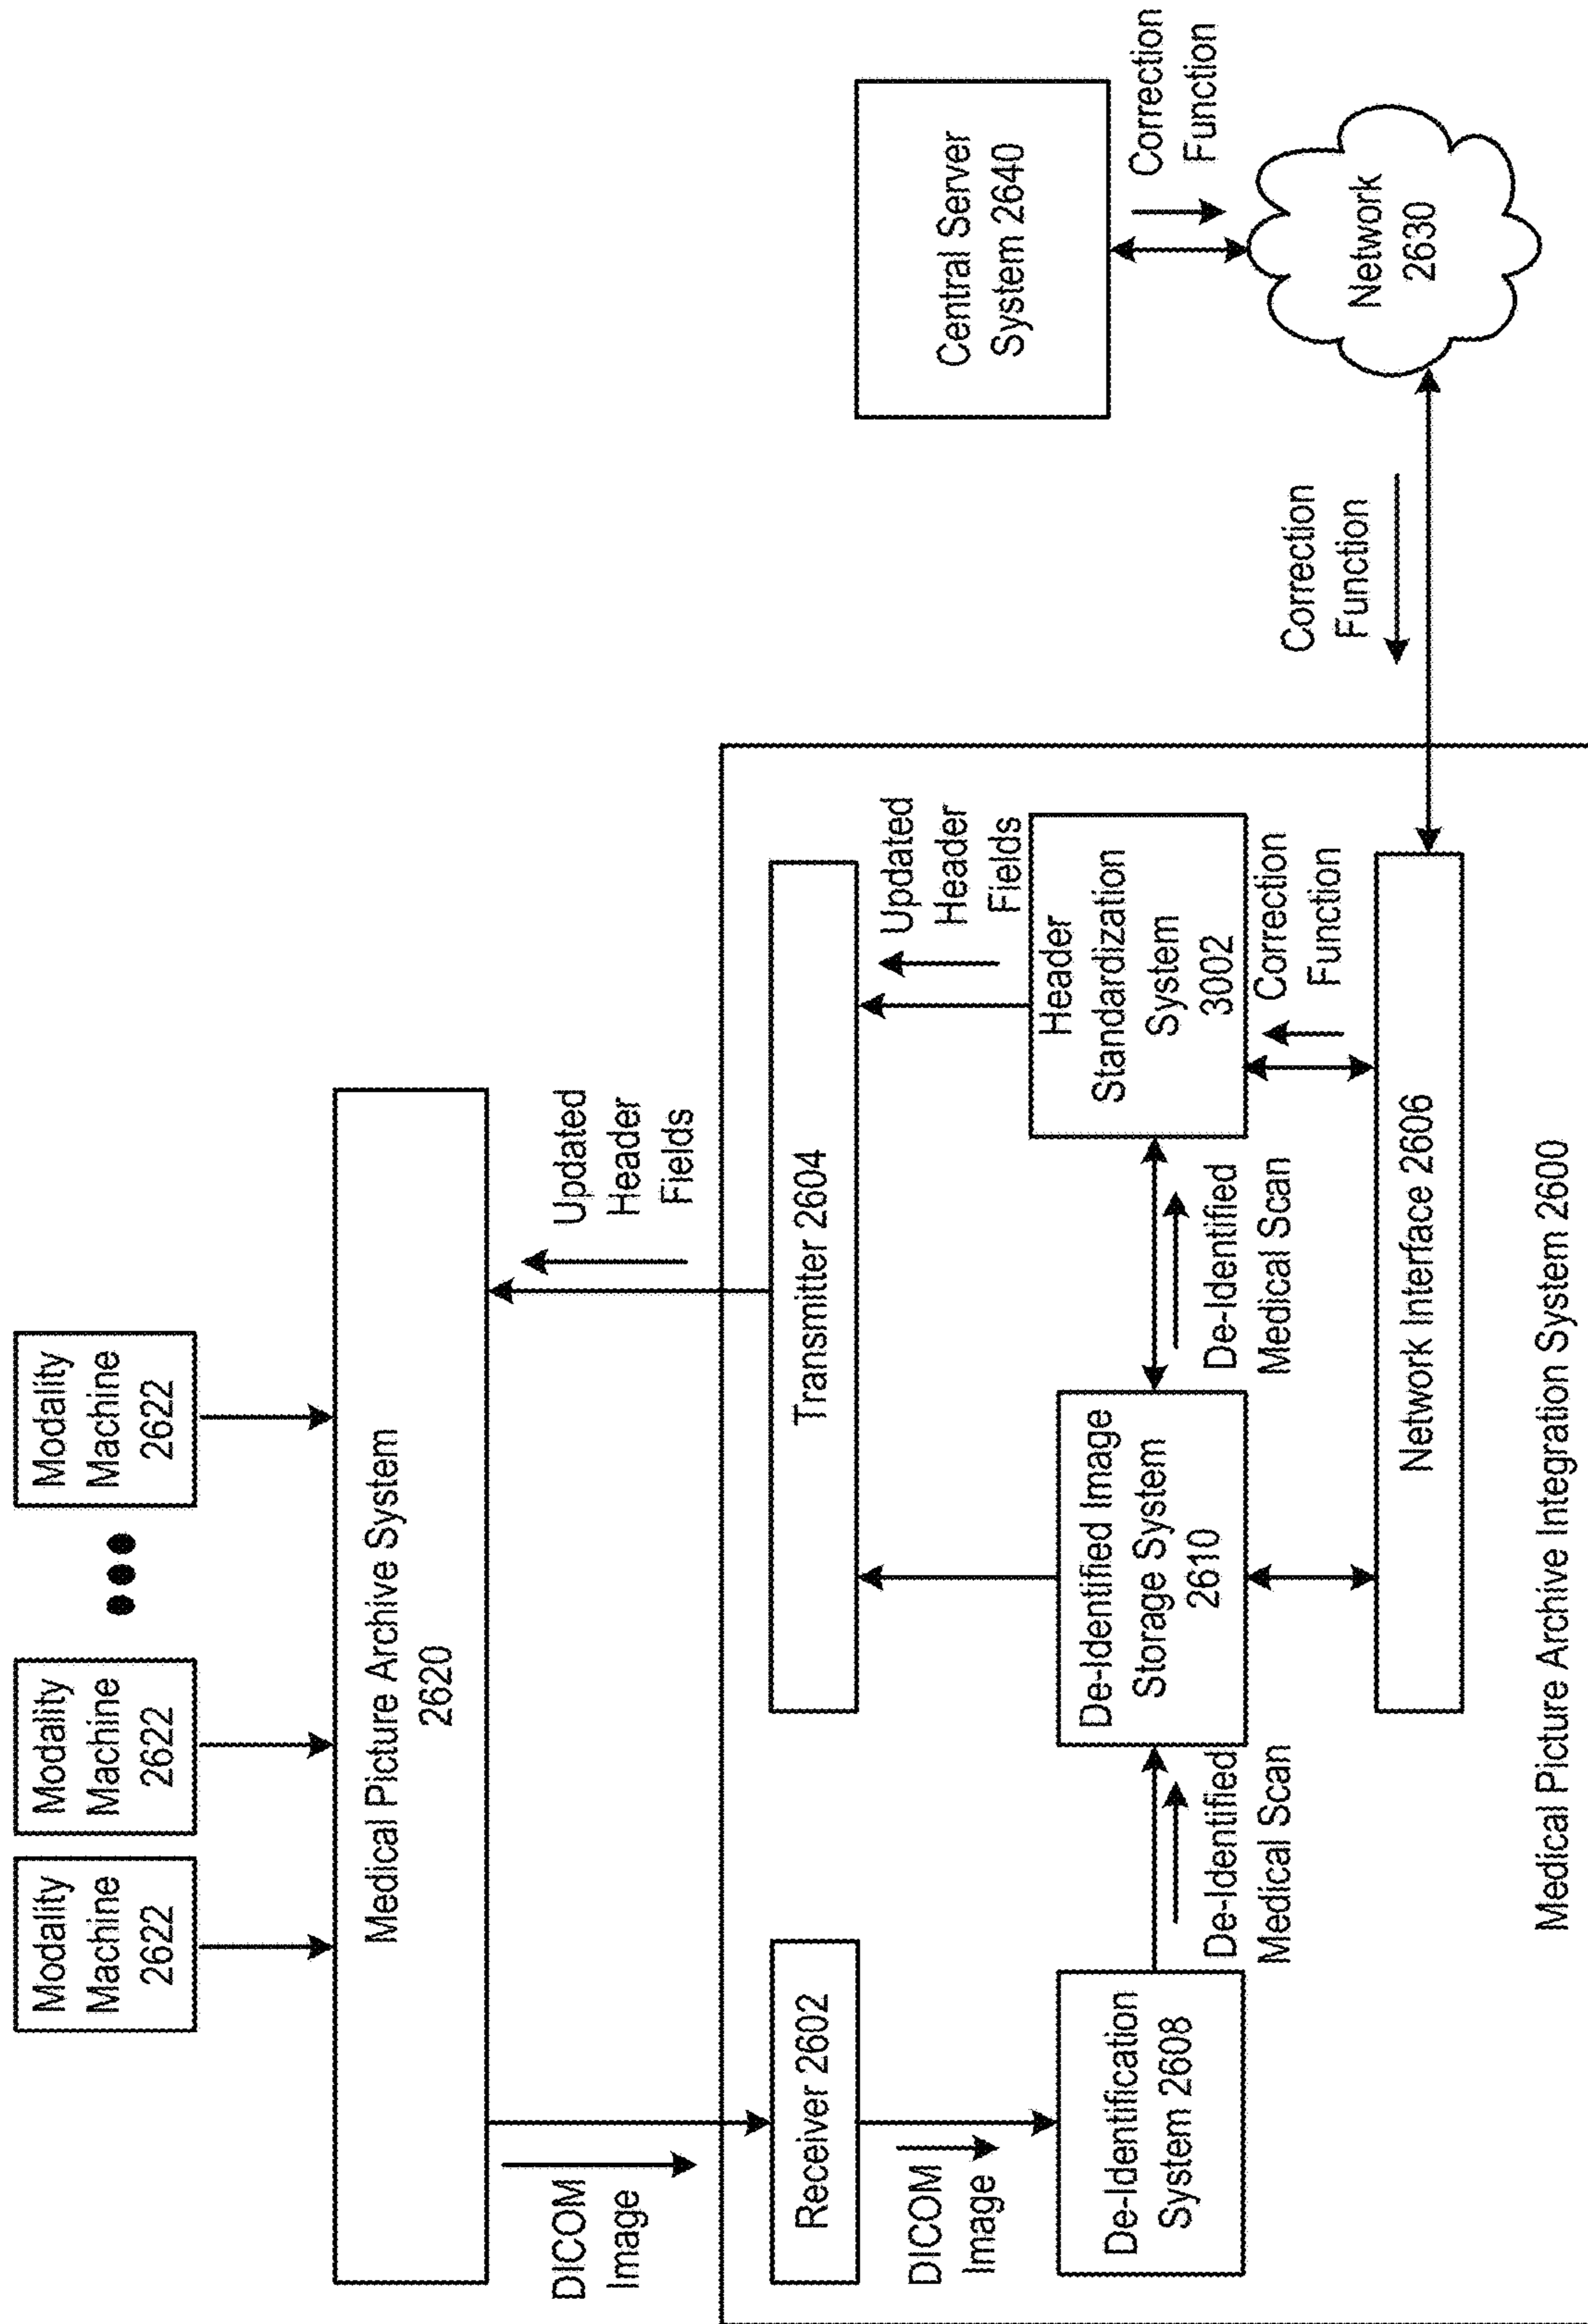 Modality
Machine
2622
Modality
Machine
2622
Modality
Machine
2622
Medical Picture Archive System
2620
DICOM
Image
Updated
Header
Fields
Receiver 2602
Transmitter 2604
DICOM
Image
Updated
Header
Fields
De-Identification
System 2608
De-Identified
Medical Scan
De-Identified Image
Storage System
2610
De-Identified
Medical Scan
Header
Standardization
System
3002
Correction
Function
Network Interface 2606
Medical Picture Archive Integration System 2600
Correction
Function
Central Server
System 2640
Correction
Function
Network
2630